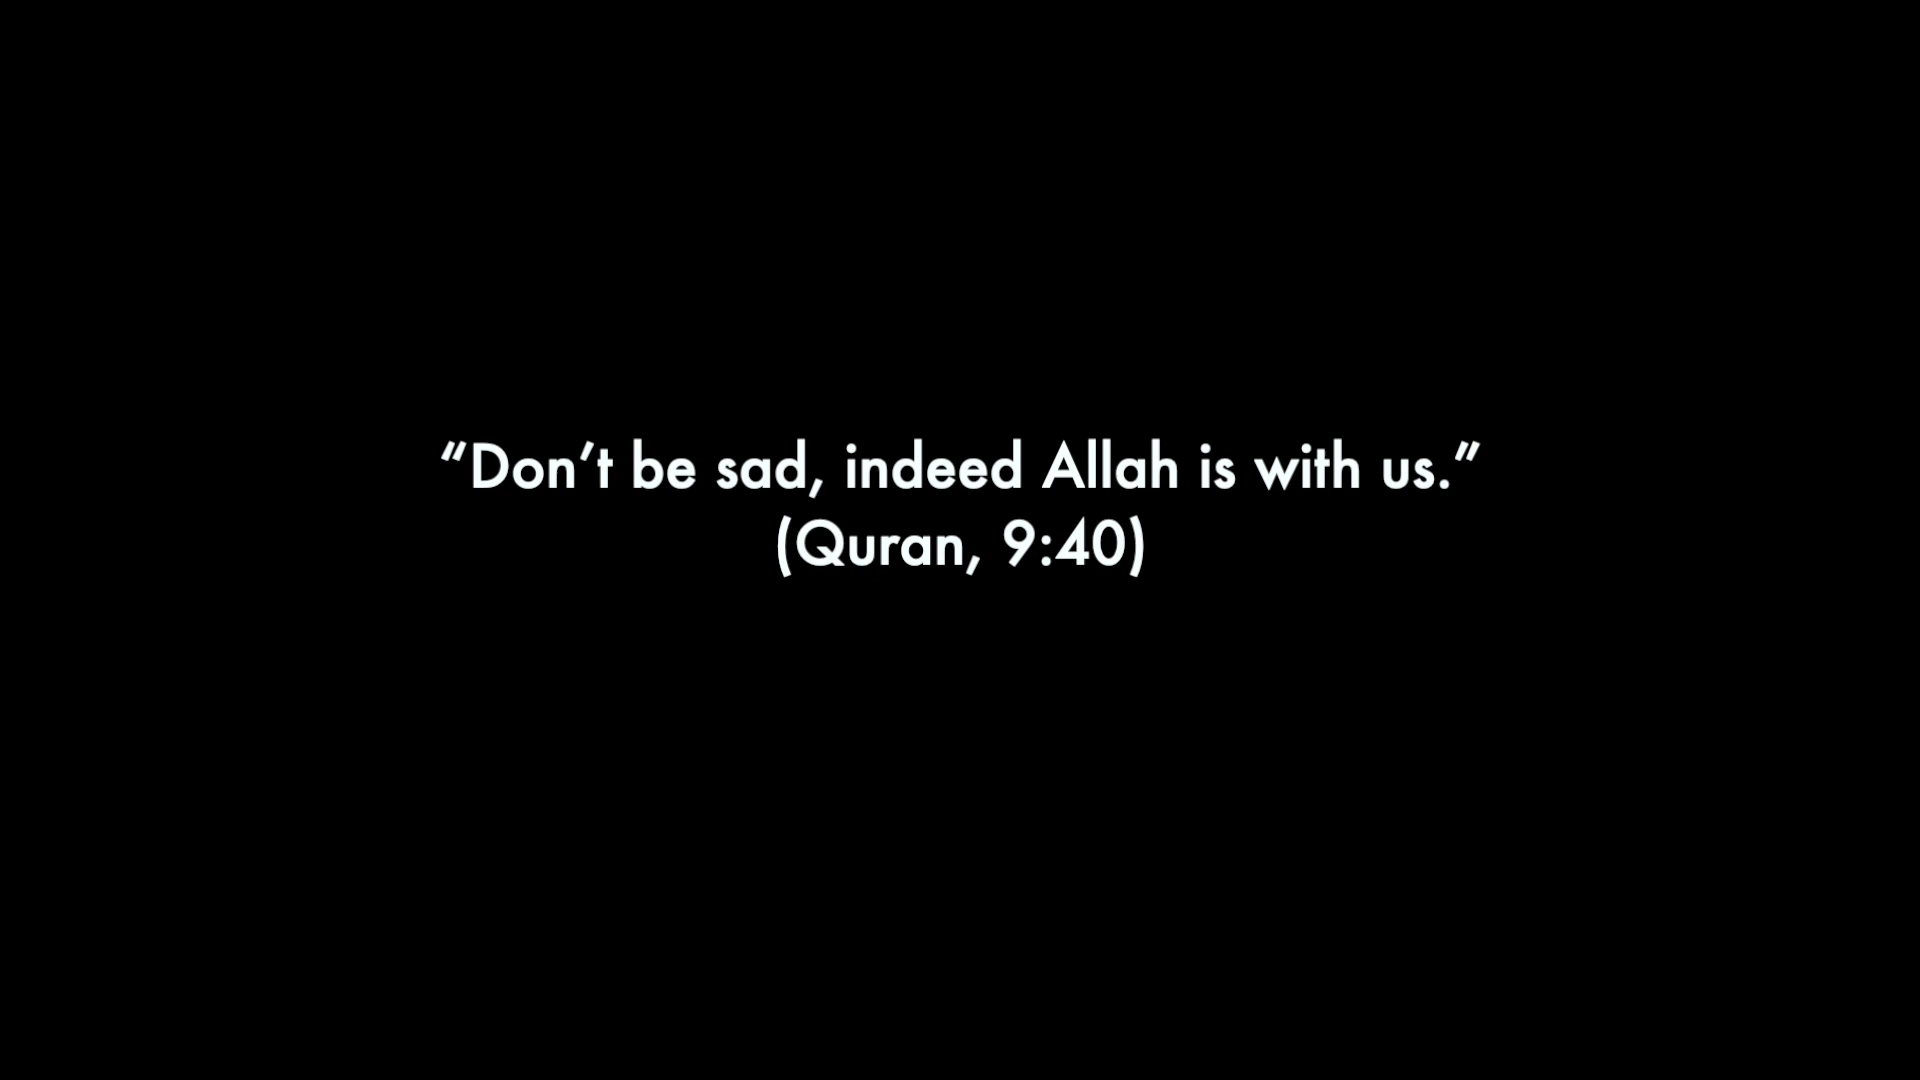 “Don’t be sad, indeed Allah is with us.”
(Quran, 9:40)